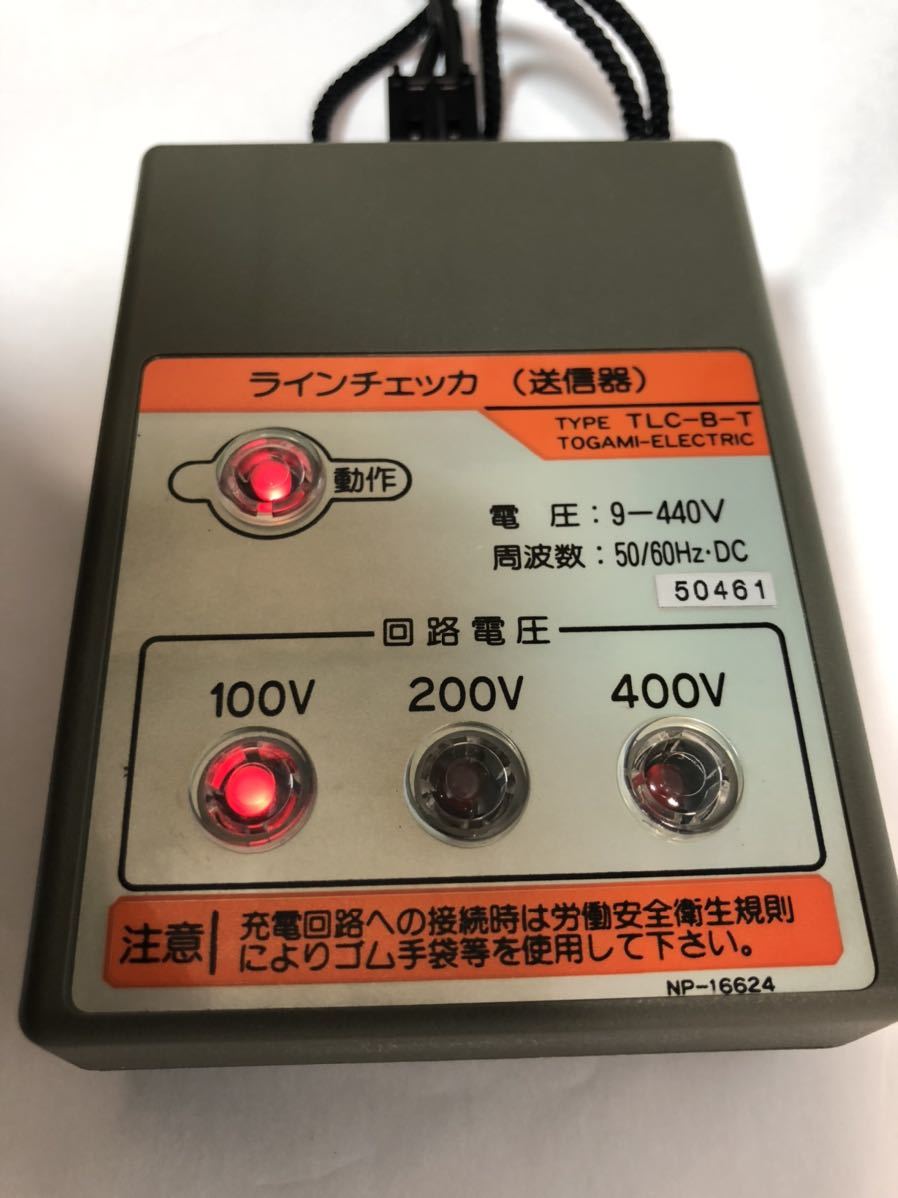 ラインチェッカ （送信器）
TYPE TLC-B-T
TOGAMI-ELECTRIC
動作
電 圧：9-440V
周波数：50/60Hz･DC
50461
回路電圧
100V 200V 400V
注意
充電回路への接続時は労働安全衛生規則
によりゴム手袋等を使用して下さい。
NP-16624